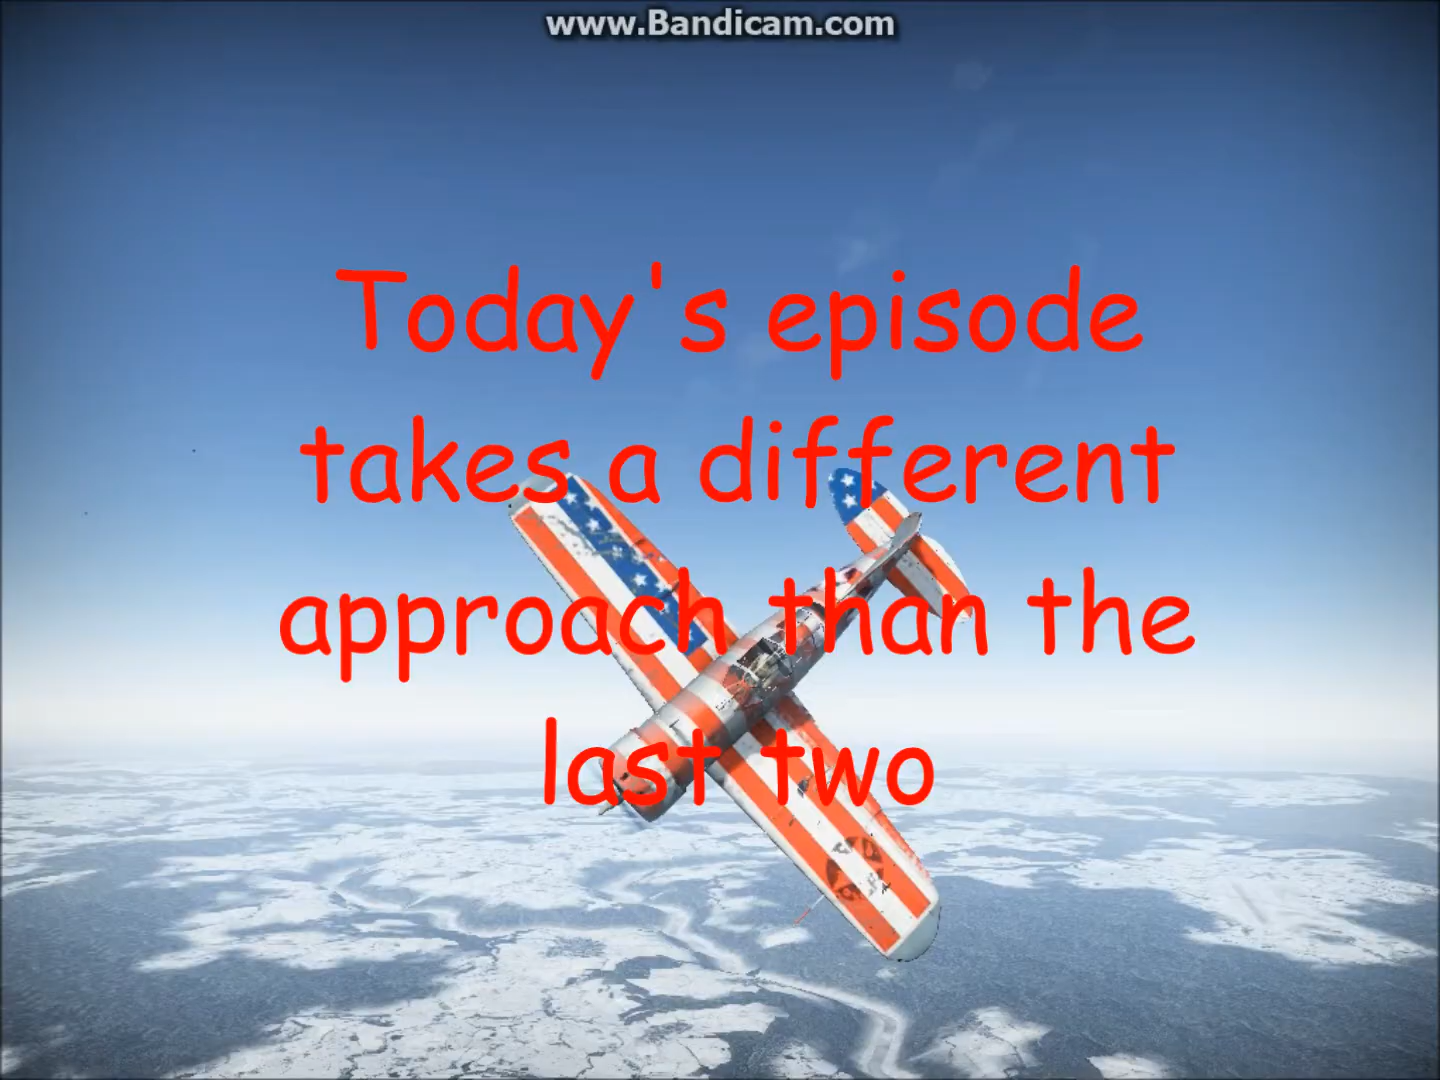 www.Bandicam.com
Today's episode
takes a different
approach than the
last two